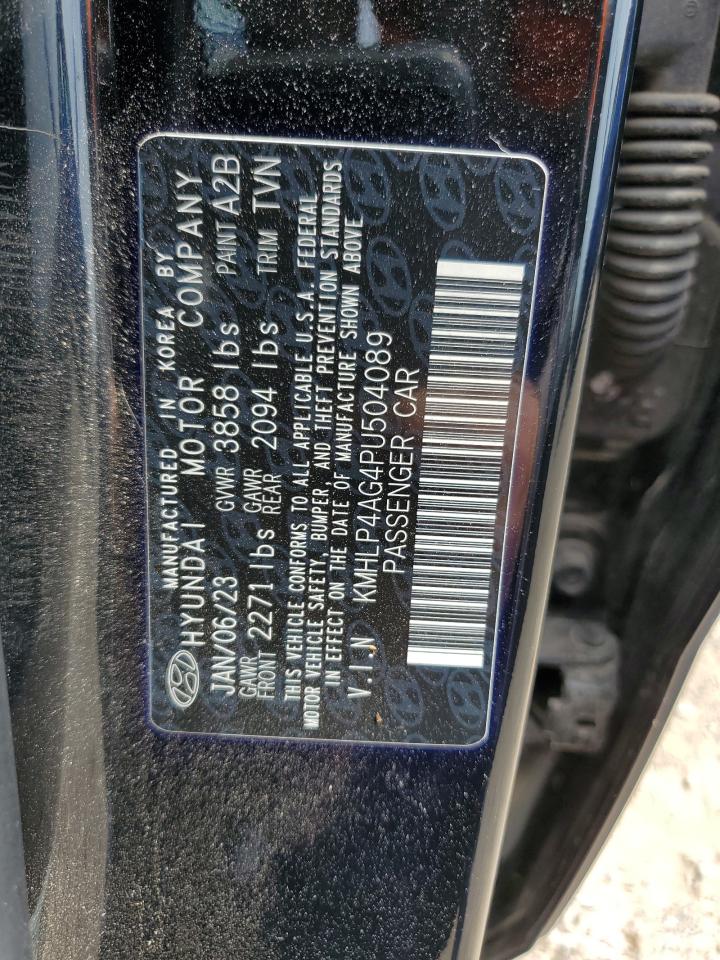 MANUFACTURED IN KOREA BY
HYUNDAI MOTOR COMPANY
JAN/06/23 GVWR 3858 lbs PAINT A2B
GAWR FRONT 2271 lbs GAWR REAR 2094 lbs TRIM TVN
THIS VEHICLE CONFORMS TO ALL APPLICABLE U.S.A. FEDERAL
MOTOR VEHICLE SAFETY, BUMPER, AND THEFT PREVENTION STANDARDS
IN EFFECT ON THE DATE OF MANUFACTURE SHOWN ABOVE
V.I.N KMHLP4AG4PU504089
PASSENGER CAR